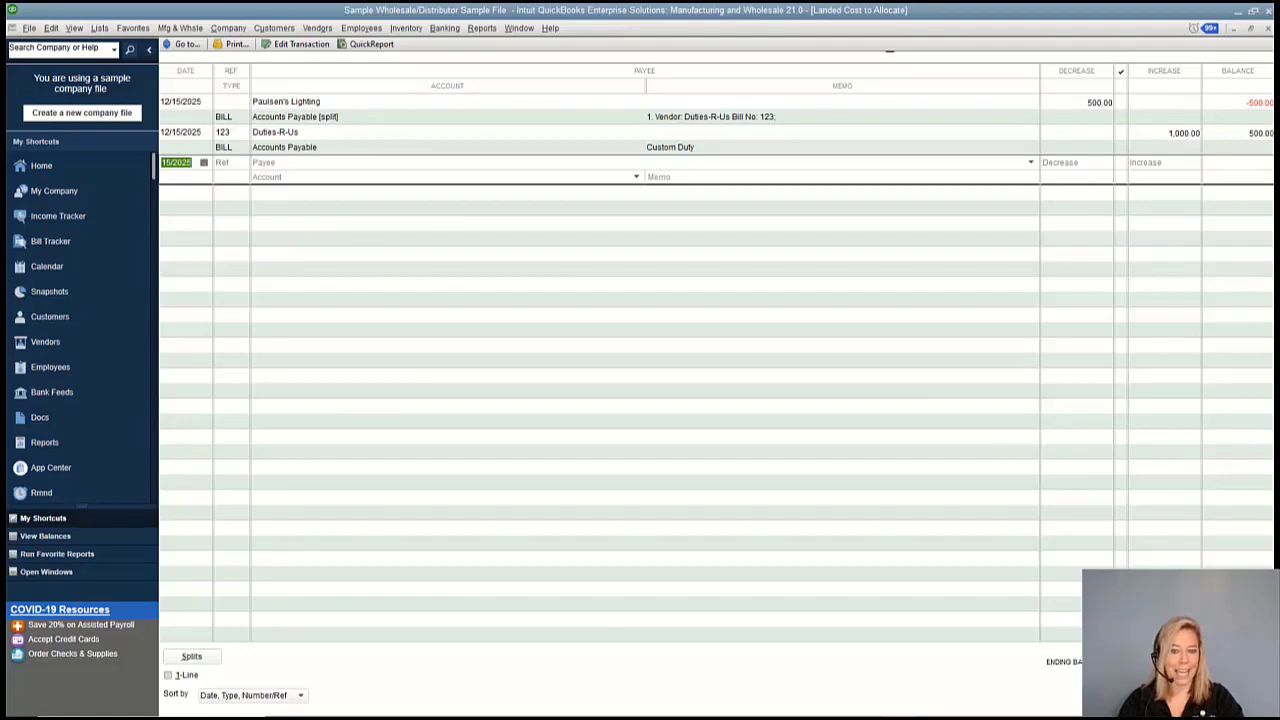 Sample Wholesale/Distributor Sample File - Intuit QuickBooks Enterprise Solutions: Manufacturing and Wholesale 21.0 - [Landed Cost to Allocate]
File Edit View Lists Favorites Mfg & Whsle Company Customers Vendors Employees Inventory Banking Reports Window Help 99+
Search Company or Help
Go to... Print... Edit Transaction QuickReport
You are using a sample
company file
Create a new company file
My Shortcuts
Home
My Company
Income Tracker
Bill Tracker
Calendar
Snapshots
Customers
Vendors
Employees
Bank Feeds
Docs
Reports
App Center
Rmnd
My Shortcuts
View Balances
Run Favorite Reports
Open Windows
COVID-19 Resources
Save 20% on Assisted Payroll
Accept Credit Cards
Order Checks & Supplies
DATE REF PAYEE DECREASE ✓ INCREASE BALANCE
TYPE ACCOUNT MEMO
12/15/2025 Paulsen's Lighting 500.00 -500.00
BILL Accounts Payable [split] 1. Vendor: Duties-R-Us Bill No: 123;
12/15/2025 123 Duties-R-Us 1,000.00 500.00
BILL Accounts Payable Custom Duty
15/2025 Ref Payee Decrease Increase
Account Memo
Splits
ENDING BA
1-Line
Sort by Date, Type, Number/Ref